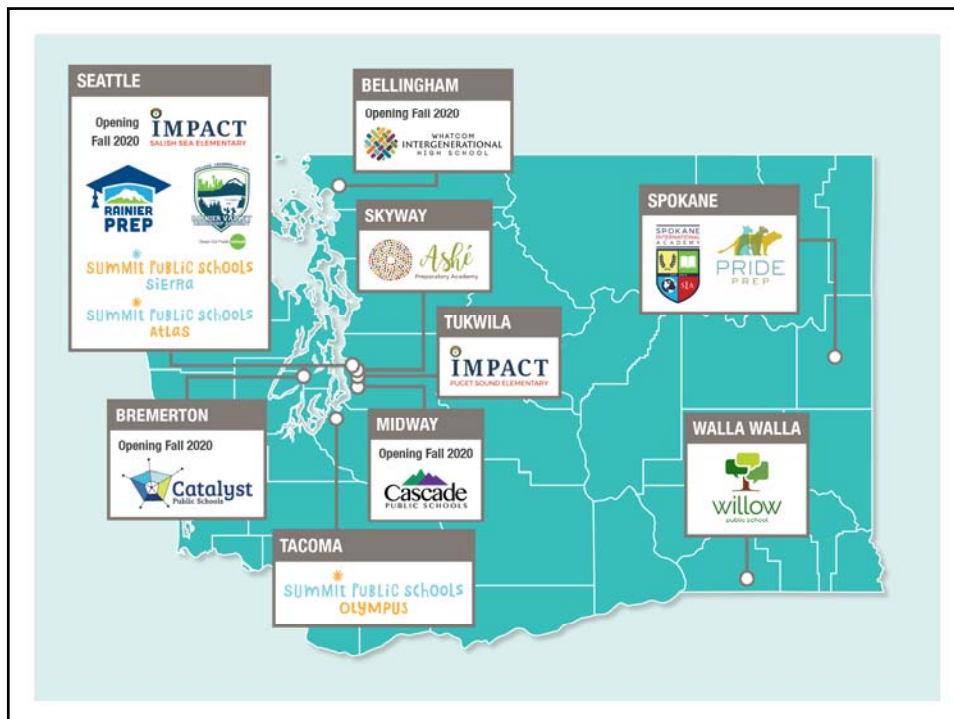 SEATTLE
Opening
Fall 2020
IMPACT
SALISH SEA ELEMENTARY
RAINIER
PREP
RAINIER VALLEY
SUMMIT PUBLIC SCHOOLS
SIERRA
SUMMIT PUBLIC SCHOOLS
ATLAS
BELLINGHAM
Opening Fall 2020
WHATCOM
INTERGENERATIONAL
HIGH SCHOOL
SKYWAY
Ashé
Preparatory Academy
TUKWILA
IMPACT
PUGET SOUND ELEMENTARY
SPOKANE
SPOKANE
INTERNATIONAL
ACADEMY
SIA
PRIDE
PREP
BREMERTON
Opening Fall 2020
Catalyst
Public Schools
MIDWAY
Opening Fall 2020
Cascade
PUBLIC SCHOOLS
WALLA WALLA
willow
public school
TACOMA
SUMMIT PUBLIC SCHOOLS
OLYMPUS